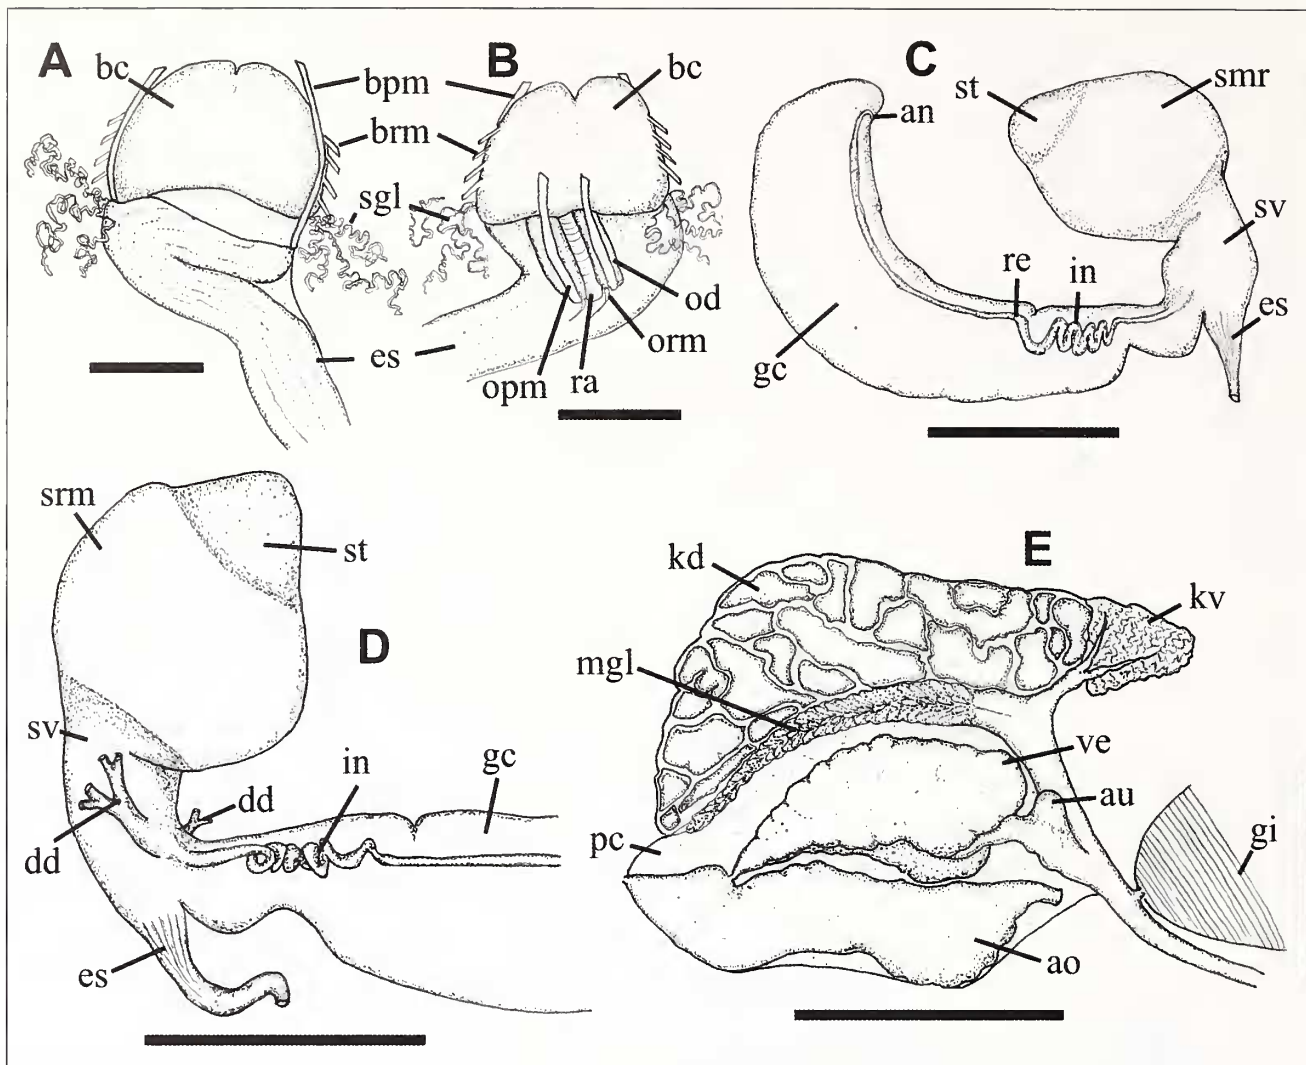 A
bc
bpm
brm
sgl
es
B
bc
od
orm
ra
opm
C
st
smr
an
sv
re
in
es
gc
D
srm
st
sv
in
gc
dd
dd
es
E
kd
kv
mgl
ve
au
gi
pc
ao